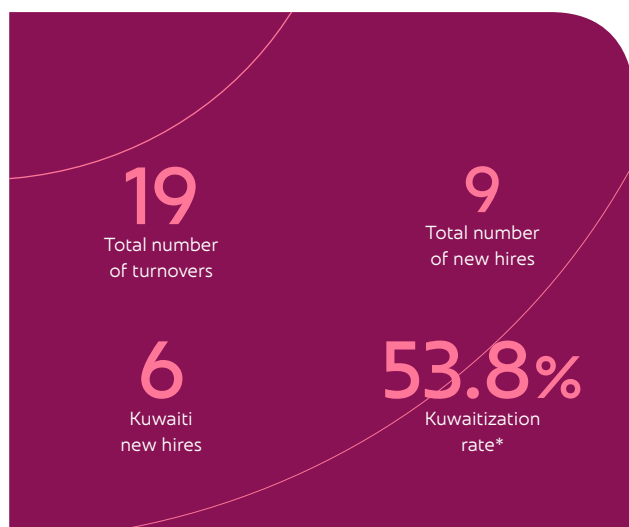 19
Total number
of turnovers
9
Total number
of new hires
6
Kuwaiti
new hires
53.8%
Kuwaitization
rate*